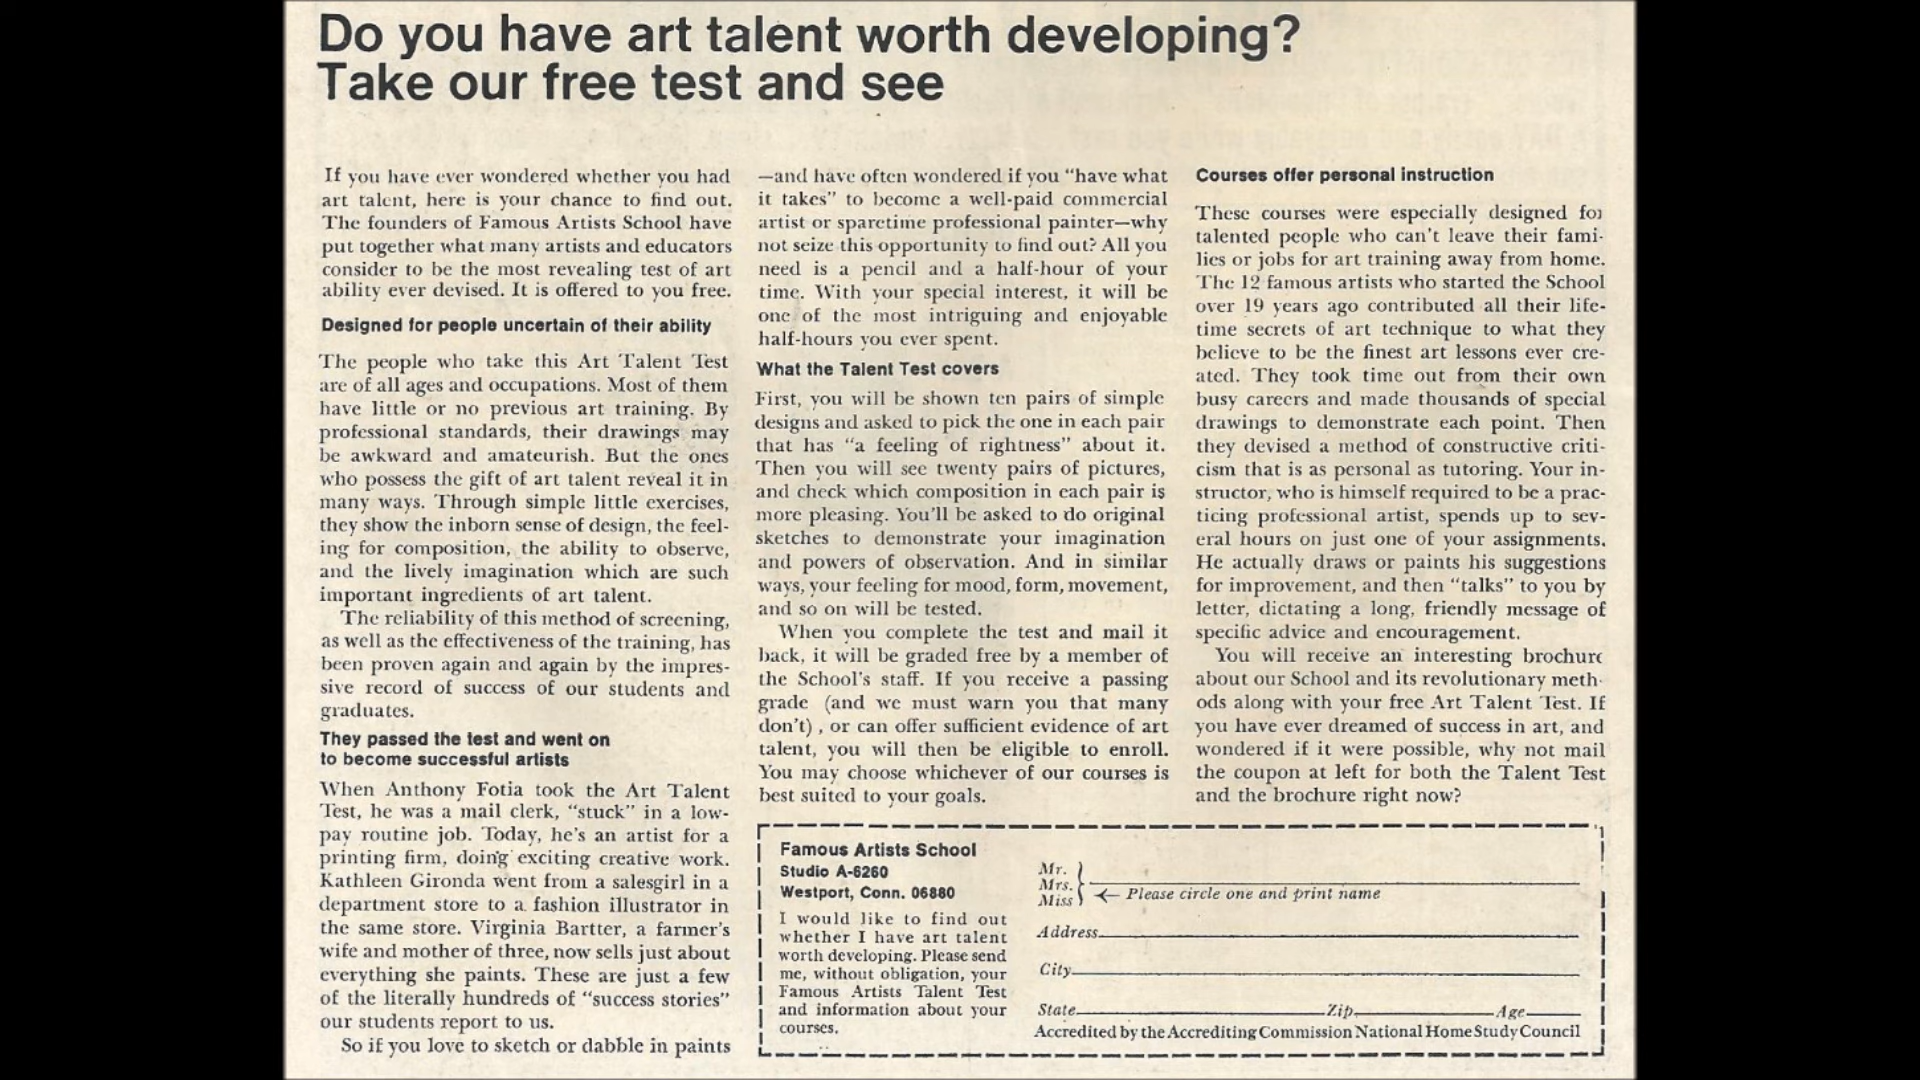 Do you have art talent worth developing?
Take our free test and see
If you have ever wondered whether you had
art talent, here is your chance to find out.
The founders of Famous Artists School have
put together what many artists and educators
consider to be the most revealing test of art
ability ever devised. It is offered to you free.
Designed for people uncertain of their ability
The people who take this Art Talent Test
are of all ages and occupations. Most of them
have little or no previous art training. By
professional standards, their drawings may
be awkward and amateurish. But the ones
who possess the gift of art talent reveal it in
many ways. Through simple little exercises,
they show the inborn sense of design, the feel-
ing for composition, the ability to observe,
and the lively imagination which are such
important ingredients of art talent.
The reliability of this method of screening,
as well as the effectiveness of the training, has
been proven again and again by the impres-
sive record of success of our students and
graduates.
They passed the test and went on
to become successful artists
When Anthony Fotia took the Art Talent
Test, he was a mail clerk, “stuck” in a low-
pay routine job. Today, he's an artist for a
printing firm, doing exciting creative work.
Kathleen Gironda went from a salesgirl in a
department store to a fashion illustrator in
the same store. Virginia Bartter, a farmer's
wife and mother of three, now sells just about
everything she paints. These are just a few
of the literally hundreds of “success stories”
our students report to us.
So if you love to sketch or dabble in paints
—and have often wondered if you “have what
it takes” to become a well-paid commercial
artist or sparetime professional painter—why
not seize this opportunity to find out? All you
need is a pencil and a half-hour of your
time. With your special interest, it will be
one of the most intriguing and enjoyable
half-hours you ever spent.
What the Talent Test covers
First, you will be shown ten pairs of simple
designs and asked to pick the one in each pair
that has “a feeling of rightness” about it.
Then you will see twenty pairs of pictures,
and check which composition in each pair is
more pleasing. You'll be asked to do original
sketches to demonstrate your imagination
and powers of observation. And in similar
ways, your feeling for mood, form, movement,
and so on will be tested.
When you complete the test and mail it
back, it will be graded free by a member of
the School's staff. If you receive a passing
grade (and we must warn you that many
don't) , or can offer sufficient evidence of art
talent, you will then be eligible to enroll.
You may choose whichever of our courses is
best suited to your goals.
Courses offer personal instruction
These courses were especially designed for
talented people who can't leave their fami-
lies or jobs for art training away from home.
The 12 famous artists who started the School
over 19 years ago contributed all their life-
time secrets of art technique to what they
believe to be the finest art lessons ever cre-
ated. They took time out from their own
busy careers and made thousands of special
drawings to demonstrate each point. Then
they devised a method of constructive criti-
cism that is as personal as tutoring. Your in-
structor, who is himself required to be a prac-
ticing professional artist, spends up to sev-
eral hours on just one of your assignments.
He actually draws or paints his suggestions
for improvement, and then “talks” to you by
letter, dictating a long, friendly message of
specific advice and encouragement.
You will receive an interesting brochure
about our School and its revolutionary meth-
ods along with your free Art Talent Test. If
you have ever dreamed of success in art, and
wondered if it were possible, why not mail
the coupon at left for both the Talent Test
and the brochure right now?
Famous Artists School
Studio A-6260
Westport, Conn. 06880
I would like to find out
whether I have art talent
worth developing. Please send
me, without obligation, your
Famous Artists Talent Test
and information about your
courses.
Mr.
Mrs.
Miss
Please circle one and print name
Address
City
State Zip Age
Accredited by the Accrediting Commission National Home Study Council